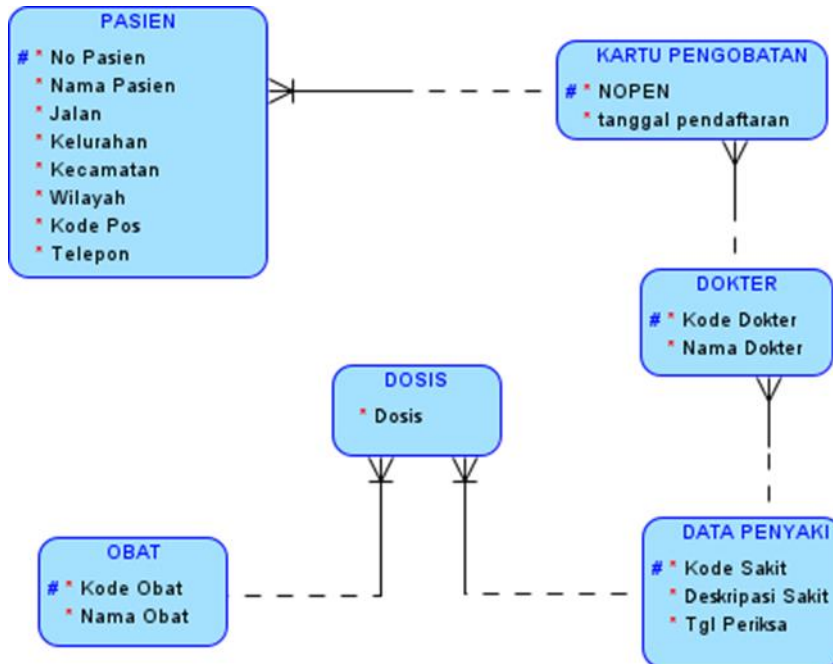 PASIEN
# * No Pasien
* Nama Pasien
* Jalan
* Kelurahan
* Kecamatan
* Wilayah
* Kode Pos
* Telepon
KARTU PENGOBATAN
# * NOPEN
* tanggal pendaftaran
DOKTER
# * Kode Dokter
* Nama Dokter
DOSIS
* Dosis
OBAT
# * Kode Obat
* Nama Obat
DATA PENYAKI
# * Kode Sakit
* Deskripasi Sakit
* Tgl Periksa